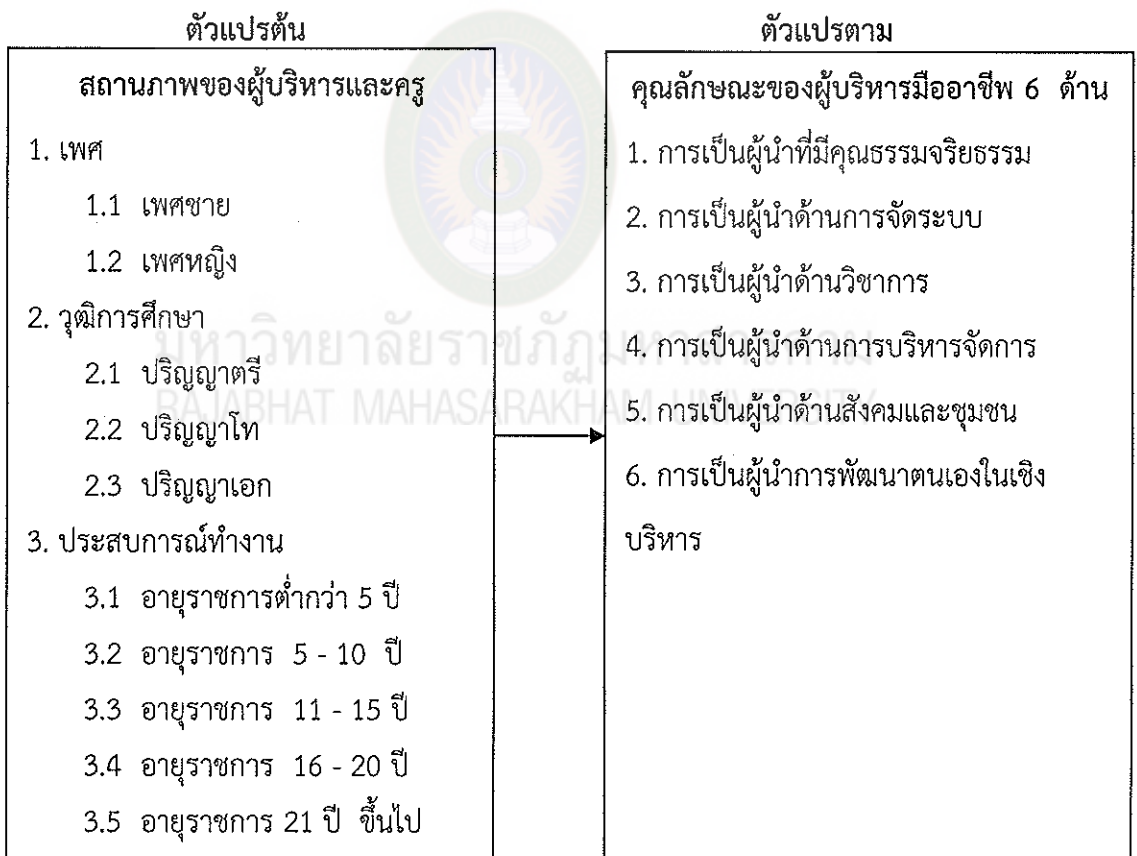 ตัวแปรต้น
สถานภาพของผู้บริหารและครู
1. เพศ
1.1 เพศชาย
1.2 เพศหญิง
2. วุฒิการศึกษา
2.1 ปริญญาตรี
2.2 ปริญญาโท
2.3 ปริญญาเอก
3. ประสบการณ์ทำงาน
3.1 อายุราชการต่ำกว่า 5 ปี
3.2 อายุราชการ 5 - 10 ปี
3.3 อายุราชการ 11 - 15 ปี
3.4 อายุราชการ 16 - 20 ปี
3.5 อายุราชการ 21 ปี ขึ้นไป
ตัวแปรตาม
คุณลักษณะของผู้บริหารมืออาชีพ 6 ด้าน
1. การเป็นผู้นำที่มีคุณธรรมจริยธรรม
2. การเป็นผู้นำด้านการจัดระบบ
3. การเป็นผู้นำด้านวิชาการ
4. การเป็นผู้นำด้านการบริหารจัดการ
5. การเป็นผู้นำด้านสังคมและชุมชน
6. การเป็นผู้นำการพัฒนาตนเองในเชิง
บริหาร
มหาวิทยาลัยราชภัฏมหาสารคาม
RAJABHAT MAHASARAKHAM UNIVERSITY